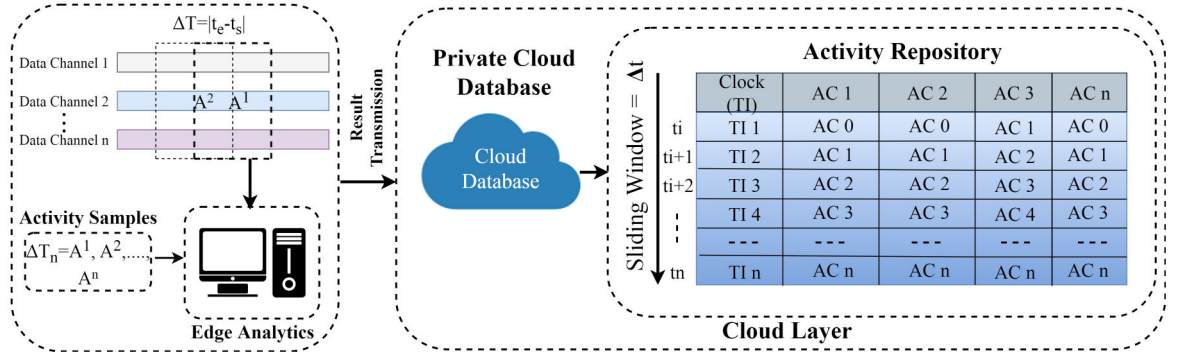 ΔT=|tₑ-tₛ|
Data Channel 1
Data Channel 2
A² A¹
Data Channel n
Activity Samples
ΔTₙ=A¹, A²,....,
Aⁿ
Edge Analytics
Result
Transmission
Private Cloud
Database
Cloud
Database
Activity Repository
Sliding Window = Δt
Clock
(TI) AC 1 AC 2 AC 3 AC n
ti TI 1 AC 0 AC 0 AC 1 AC 0
ti+1 TI 2 AC 1 AC 1 AC 2 AC 1
ti+2 TI 3 AC 2 AC 2 AC 3 AC 2
TI 4 AC 3 AC 3 AC 4 AC 3
--- --- --- --- ---
tn TI n AC n AC n AC n AC n
Cloud Layer